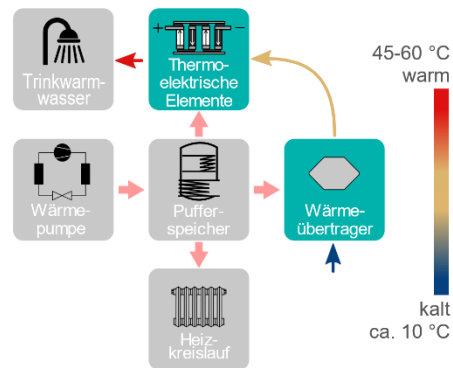 + −
Thermo-
elektrische
Elemente
Trinkwarm-
wasser
45-60 °C
warm
Wärme-
pumpe
Puffer-
speicher
Wärme-
übertrager
Heiz-
kreislauf
kalt
ca. 10 °C